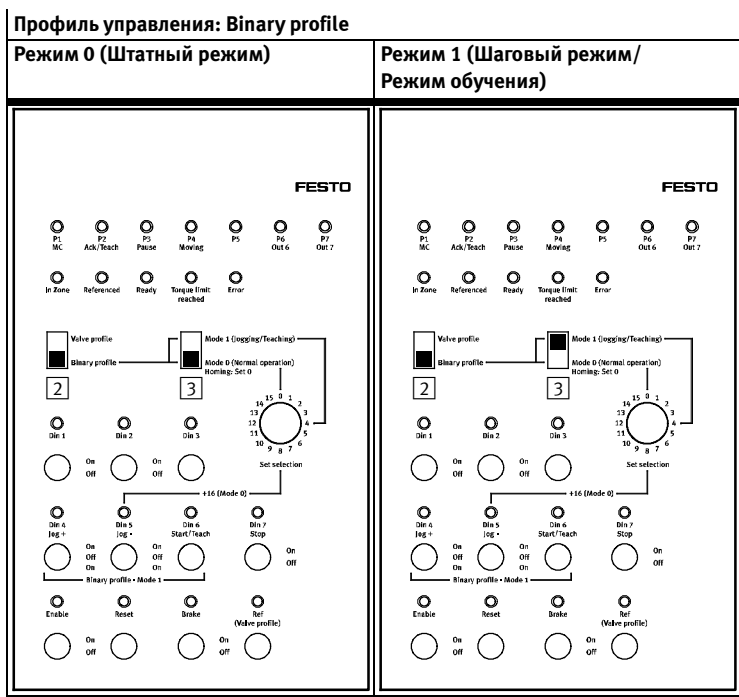 Профиль управления: Binary profile
Режим 0 (Штатный режим)
Режим 1 (Шаговый режим/
Режим обучения)
FESTO
P1 P2 P3 P4 P5 P6 P7
MC Ack/Teach Pause Moving Out 6 Out 7
In Zone Referenced Ready Torque limit Error
reached
Valve profile Mode 1 (Jogging/Teaching)
Binary profile Mode 0 (Normal operation)
Homing: Set 0
2 3
0 1 2 3 4 5 6 7 8 9 10 11 12 13 14 15
Din 1 Din 2 Din 3
On On
Off Off
Set selection
+16 (Mode 0)
Din 4 Din 5 Din 6 Din 7
Jog + Jog - Start/Teach Stop
On On On
Off Off Off
On On
Binary profile • Mode 1
Enable Reset Brake Ref
(Valve profile)
On On
Off Off
FESTO
P1 P2 P3 P4 P5 P6 P7
MC Ack/Teach Pause Moving Out 6 Out 7
In Zone Referenced Ready Torque limit Error
reached
Valve profile Mode 1 (Jogging/Teaching)
Binary profile Mode 0 (Normal operation)
Homing: Set 0
2 3
0 1 2 3 4 5 6 7 8 9 10 11 12 13 14 15
Din 1 Din 2 Din 3
On On
Off Off
Set selection
+16 (Mode 0)
Din 4 Din 5 Din 6 Din 7
Jog + Jog - Start/Teach Stop
On On On
Off Off Off
On On
Binary profile • Mode 1
Enable Reset Brake Ref
(Valve profile)
On On
Off Off